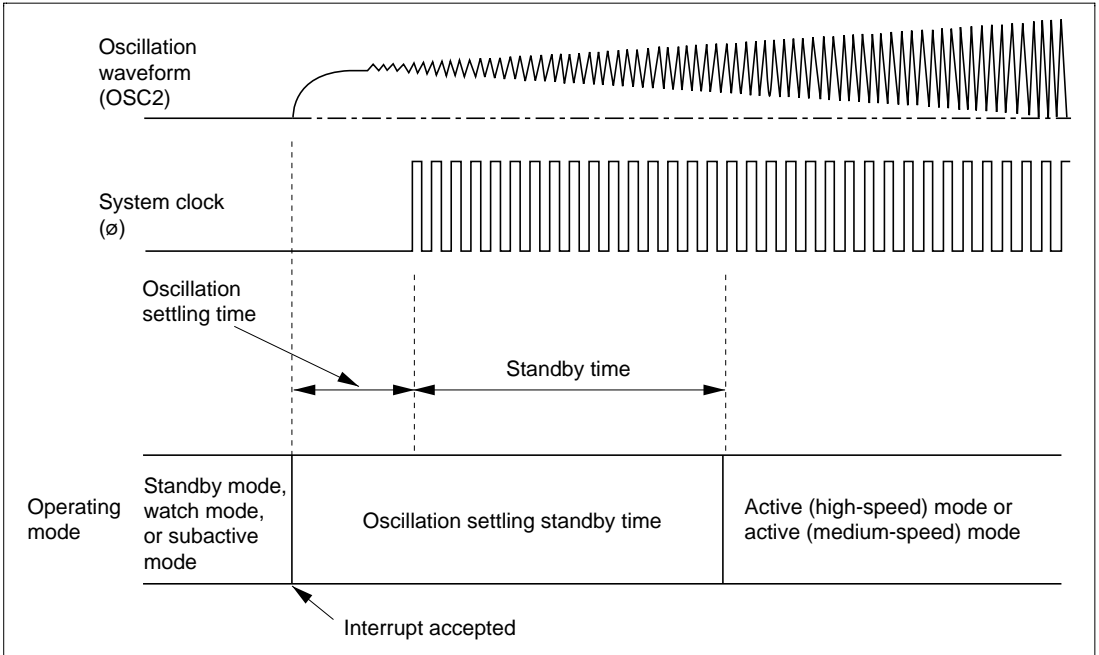 Oscillation
waveform
(OSC2)
System clock
(ø)
Oscillation
settling time
Standby time
Operating
mode
Standby mode,
watch mode,
or subactive
mode
Oscillation settling standby time
Active (high-speed) mode or
active (medium-speed) mode
Interrupt accepted